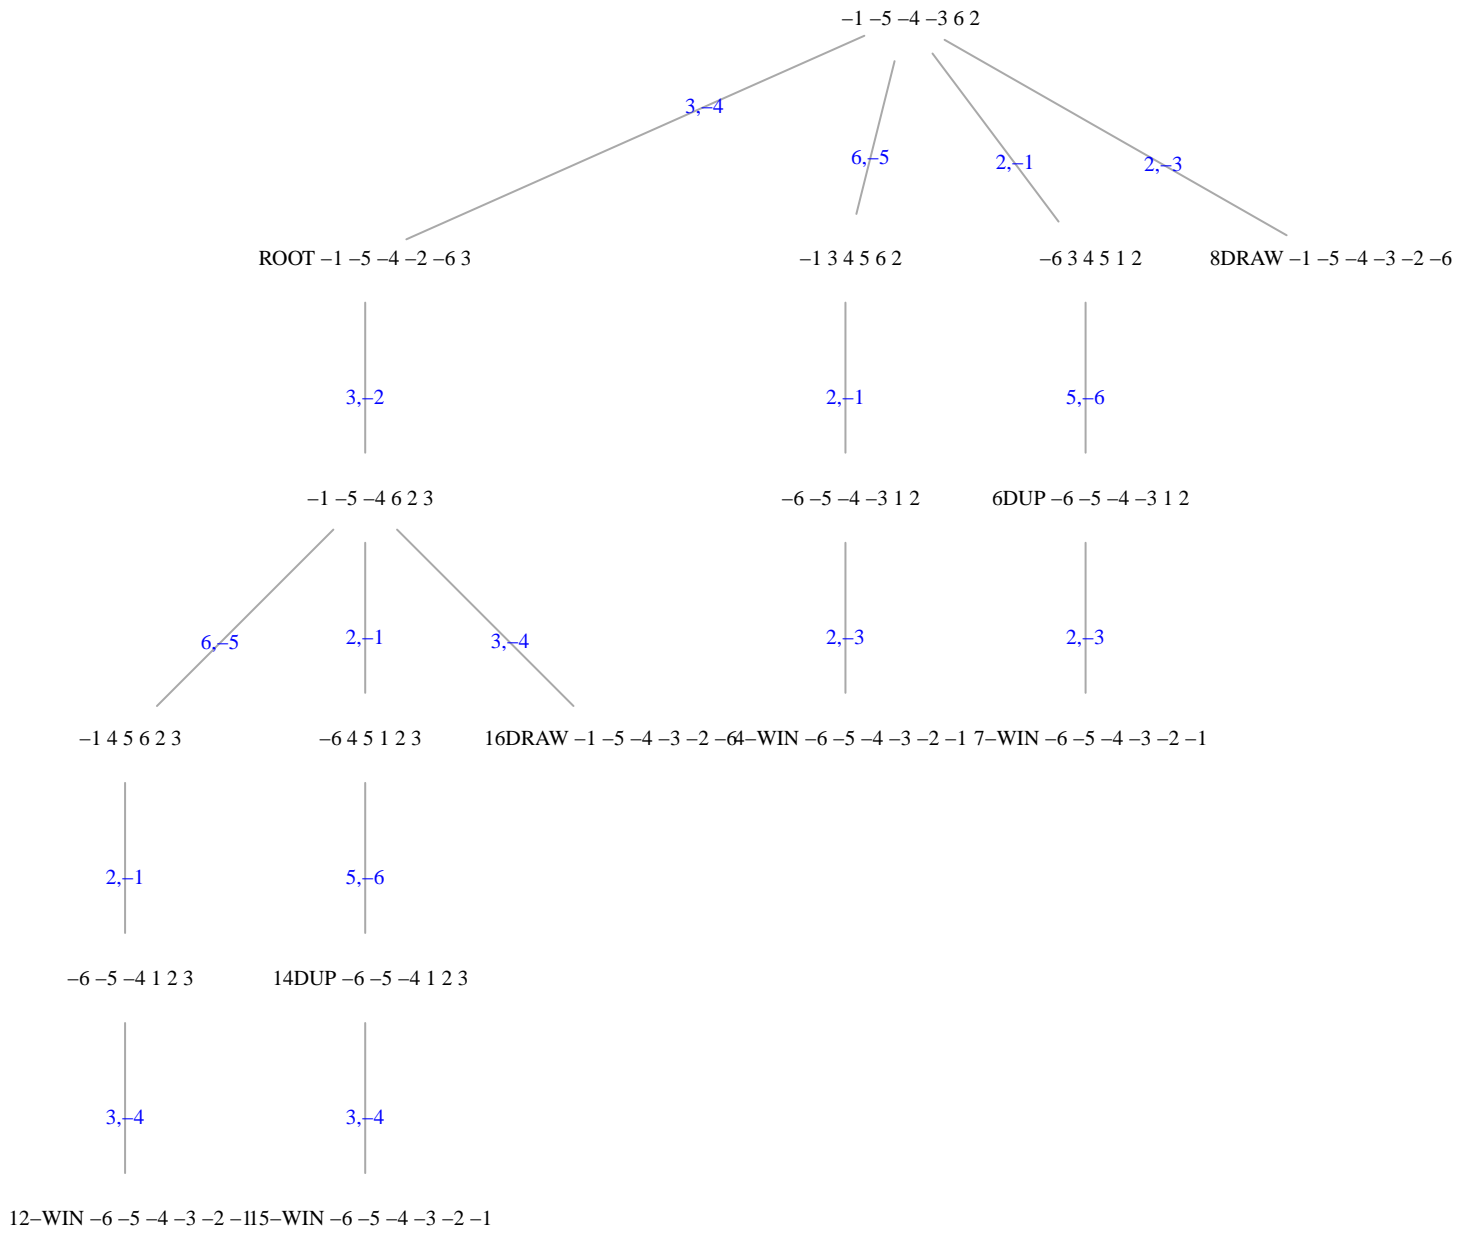 –1 –5 –4 –3 6 2
3,–4
6,–5
2,–1
2,–3
ROOT –1 –5 –4 –2 –6 3
–1 3 4 5 6 2
–6 3 4 5 1 2
8DRAW –1 –5 –4 –3 –2 –6
3,–2
2,–1
5,–6
–1 –5 –4 6 2 3
–6 –5 –4 –3 1 2
6DUP –6 –5 –4 –3 1 2
6,–5
2,–1
3,–4
2,–3
2,–3
–1 4 5 6 2 3
–6 4 5 1 2 3
16DRAW –1 –5 –4 –3 –2 –6
4–WIN –6 –5 –4 –3 –2 –1
7–WIN –6 –5 –4 –3 –2 –1
2,–1
5,–6
–6 –5 –4 1 2 3
14DUP –6 –5 –4 1 2 3
3,–4
3,–4
12–WIN –6 –5 –4 –3 –2 –1
15–WIN –6 –5 –4 –3 –2 –1